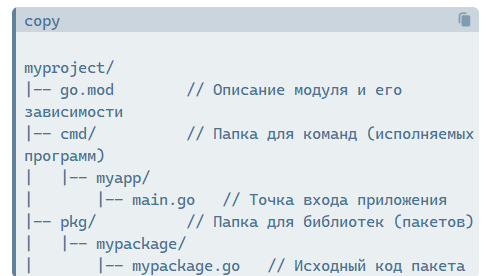 copy
myproject/
|-- go.mod        // Описание модуля и его
зависимости
|-- cmd/          // Папка для команд (исполняемых
программ)
|   |-- myapp/
|       |-- main.go   // Точка входа приложения
|-- pkg/          // Папка для библиотек (пакетов)
|   |-- mypackage/
|       |-- mypackage.go   // Исходный код пакета